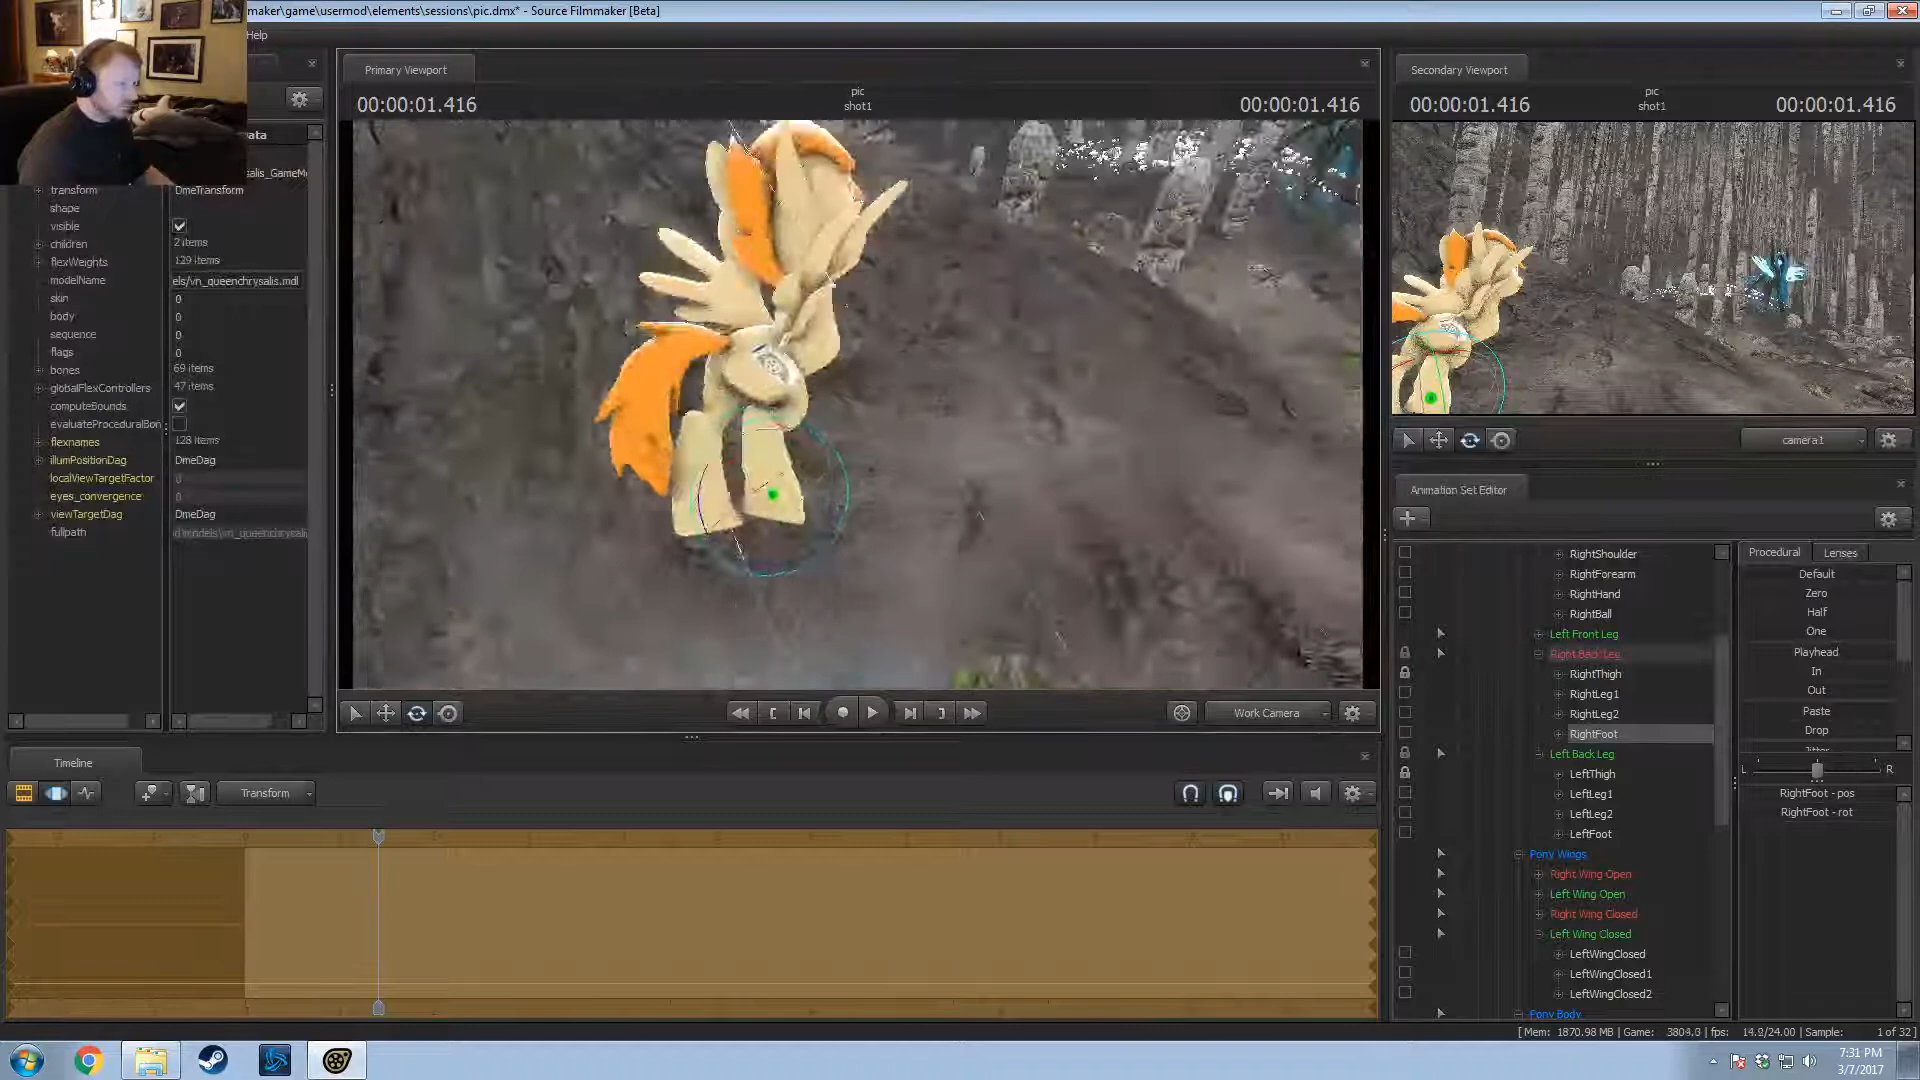 maker\game\usermod\elements\sessions\pic.dmx* - Source Filmmaker [Beta]
Help
Primary Viewport
00:00:01.416
pic
shot1
00:00:01.416
Secondary Viewport
00:00:01.416
pic
shot1
00:00:01.416
ata
alis_GameM
transform
DmeTransform
shape
visible
children
2 items
flexWeights
129 items
modelName
els/vn_queenchrysalis.mdl
skin
0
body
0
sequence
0
flags
0
bones
69 items
globalFlexControllers
47 items
computeBounds
evaluateProceduralBon
flexnames
128 items
illumPositionDag
DmeDag
localViewTargetFactor
0
eyes_convergence
0
viewTargetDag
DmeDag
fullpath
d\models\vn_queenchrysalis
Work Camera
camera1
Animation Set Editor
RightShoulder
RightForearm
RightHand
RightBall
Left Front Leg
Right Back Leg
RightThigh
RightLeg1
RightLeg2
RightFoot
Left Back Leg
LeftThigh
LeftLeg1
LeftLeg2
LeftFoot
Pony Wings
Right Wing Open
Left Wing Open
Right Wing Closed
Left Wing Closed
LeftWingClosed
LeftWingClosed1
LeftWingClosed2
Pony Body
Procedural
Lenses
Default
Zero
Half
One
Playhead
In
Out
Paste
Drop
Jitter
L
R
RightFoot - pos
RightFoot - rot
Timeline
Transform
[ Mem: 1870.98 MB | Game: 3804.0 | fps: 14.9/24.00 | Sample: 1 of 32 ]
7:31 PM
3/7/2017